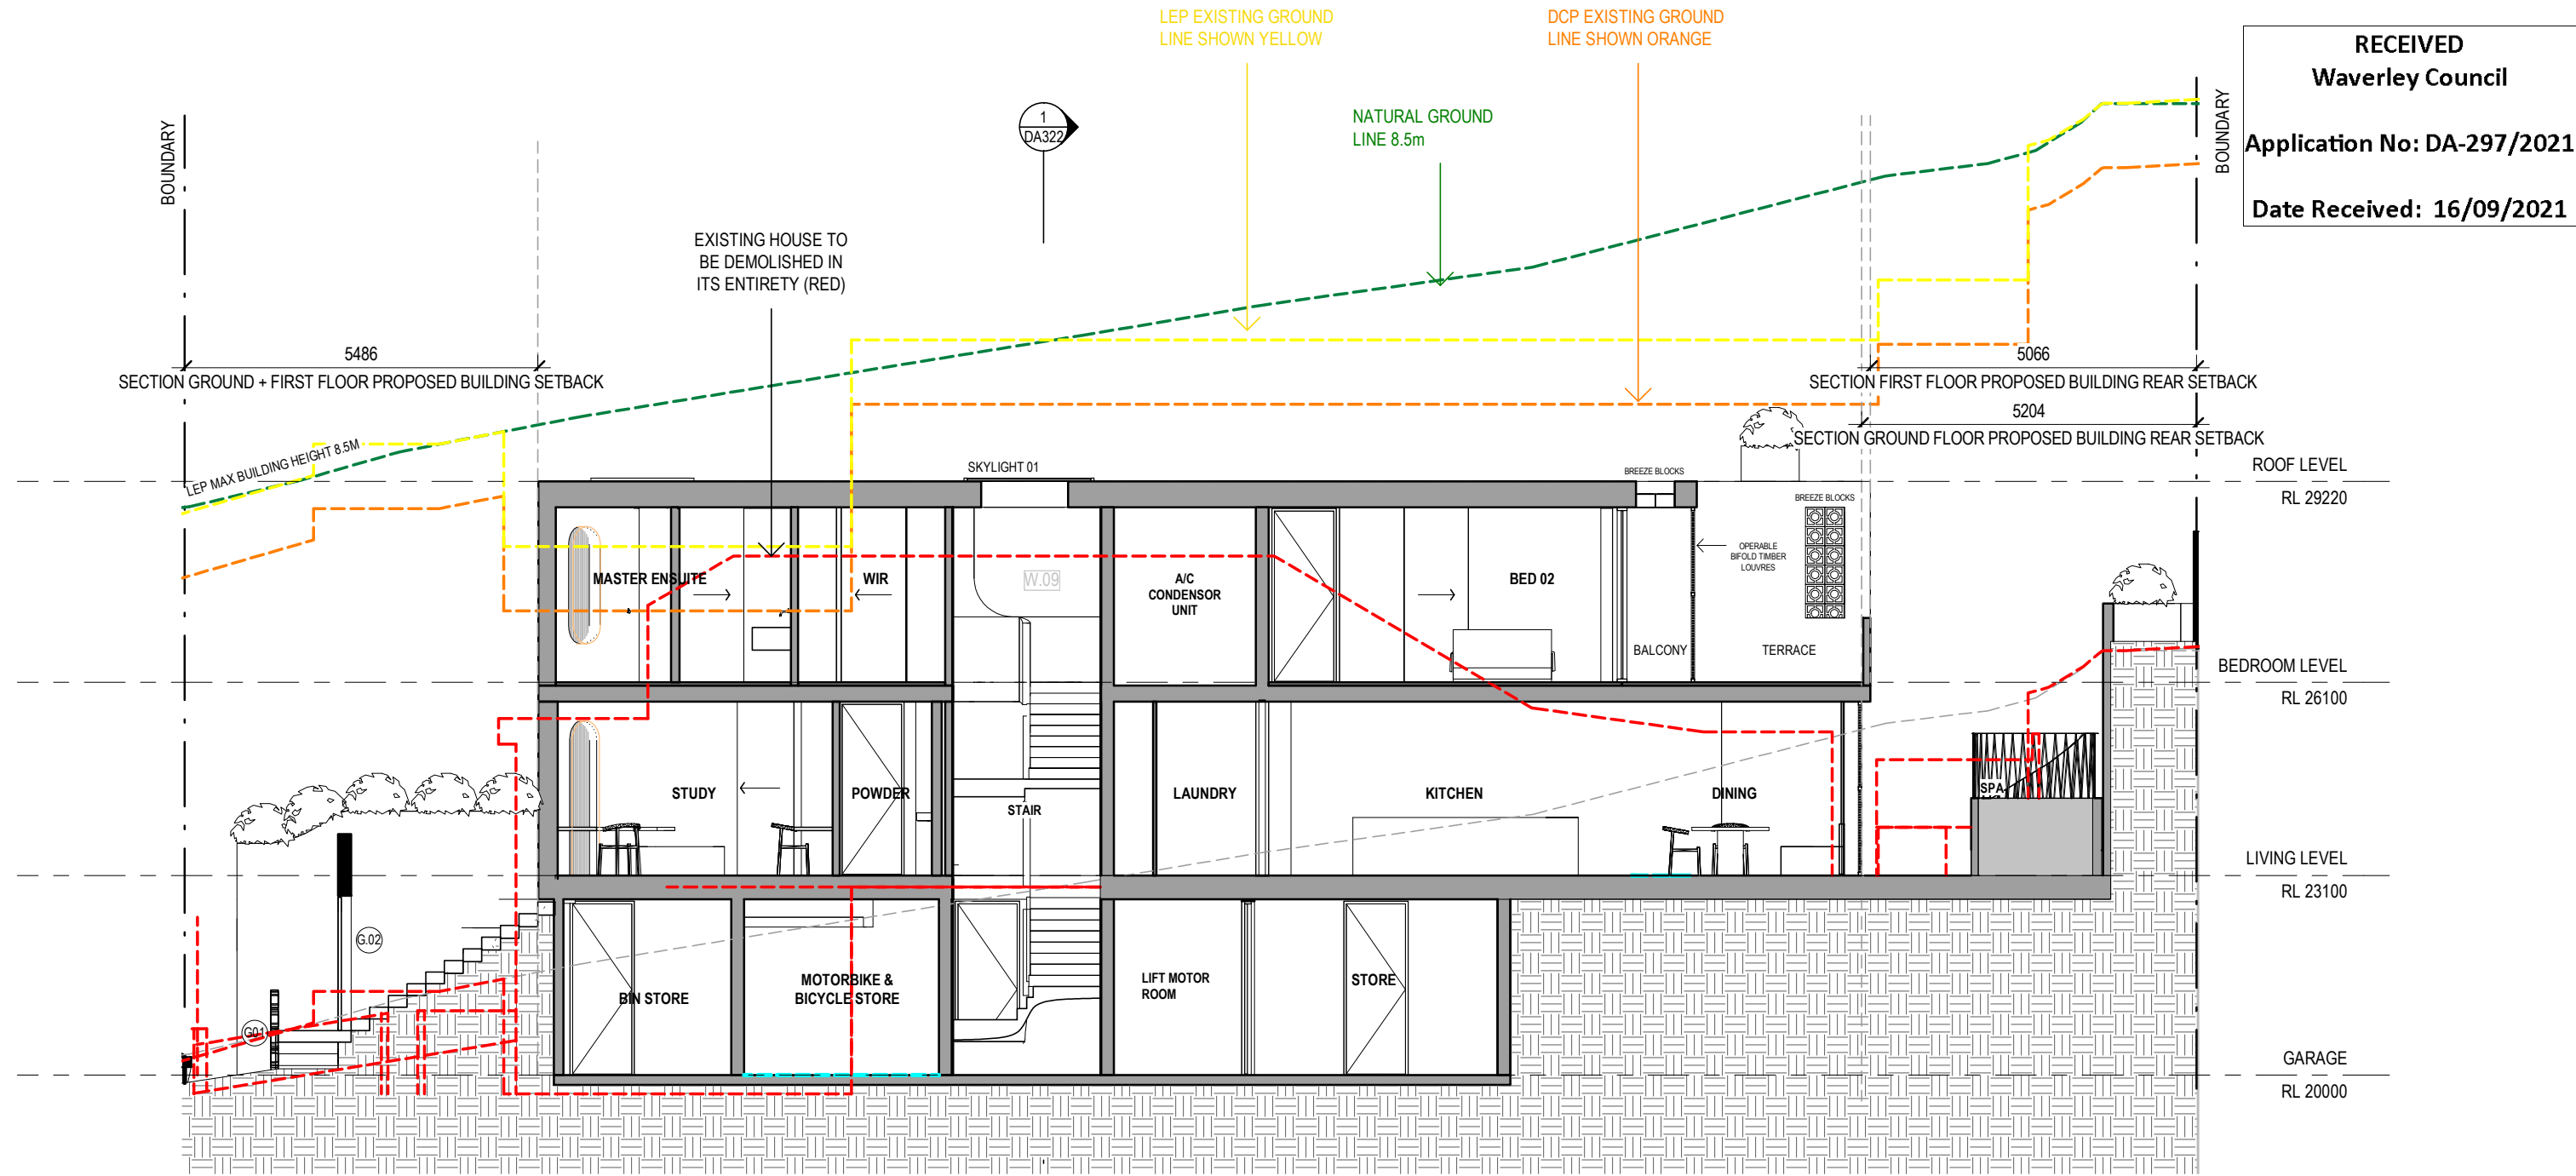 LEP EXISTING GROUND
LINE SHOWN YELLOW
DCP EXISTING GROUND
LINE SHOWN ORANGE
RECEIVED
Waverley Council
Application No: DA-297/2021
Date Received: 16/09/2021
BOUNDARY
1
DA322
NATURAL GROUND
LINE 8.5m
BOUNDARY
EXISTING HOUSE TO
BE DEMOLISHED IN
ITS ENTIRETY (RED)
5486
SECTION GROUND + FIRST FLOOR PROPOSED BUILDING SETBACK
5066
SECTION FIRST FLOOR PROPOSED BUILDING REAR SETBACK
5204
SECTION GROUND FLOOR PROPOSED BUILDING REAR SETBACK
LEP MAX BUILDING HEIGHT 8.5M
SKYLIGHT 01
BREEZE BLOCKS
BREEZE BLOCKS
ROOF LEVEL
RL 29220
OPERABLE
BIFOLD TIMBER
LOUVRES
MASTER ENSUITE
WIR
W.09
A/C
CONDENSOR
UNIT
BED 02
BALCONY
TERRACE
BEDROOM LEVEL
RL 26100
STUDY
POWDER
STAIR
LAUNDRY
KITCHEN
DINING
SPA
LIVING LEVEL
RL 23100
G.02
G01
BIN STORE
MOTORBIKE &
BICYCLE STORE
LIFT MOTOR
ROOM
STORE
GARAGE
RL 20000